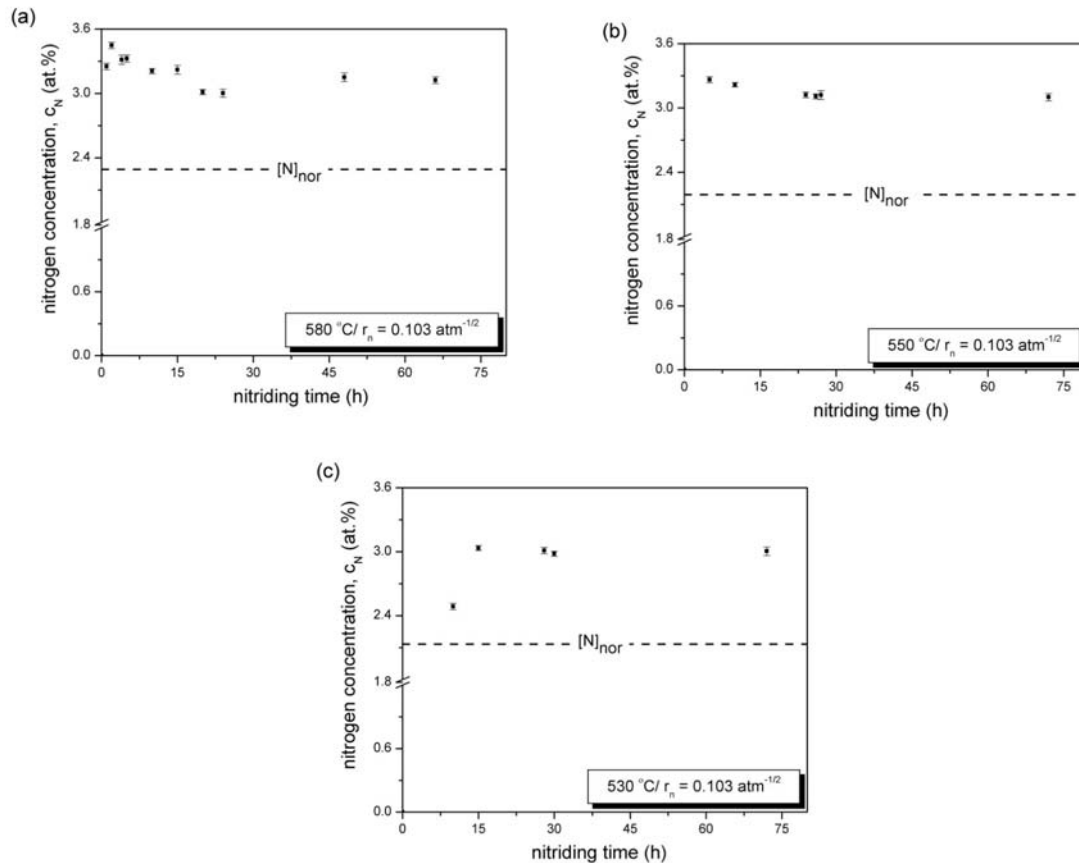 (a)
nitrogen concentration, c_N (at.%)
3.6
3.0
2.4
1.8
0.6
0.0
[N]_nor
580 °C/ r_n = 0.103 atm^-1/2
0 15 30 45 60 75
nitriding time (h)
(b)
nitrogen concentration, c_N (at.%)
3.6
3.0
2.4
1.8
0.6
0.0
[N]_nor
550 °C/ r_n = 0.103 atm^-1/2
0 15 30 45 60 75
nitriding time (h)
(c)
nitrogen concentration, c_N (at.%)
3.6
3.0
2.4
1.8
0.6
0.0
[N]_nor
530 °C/ r_n = 0.103 atm^-1/2
0 15 30 45 60 75
nitriding time (h)